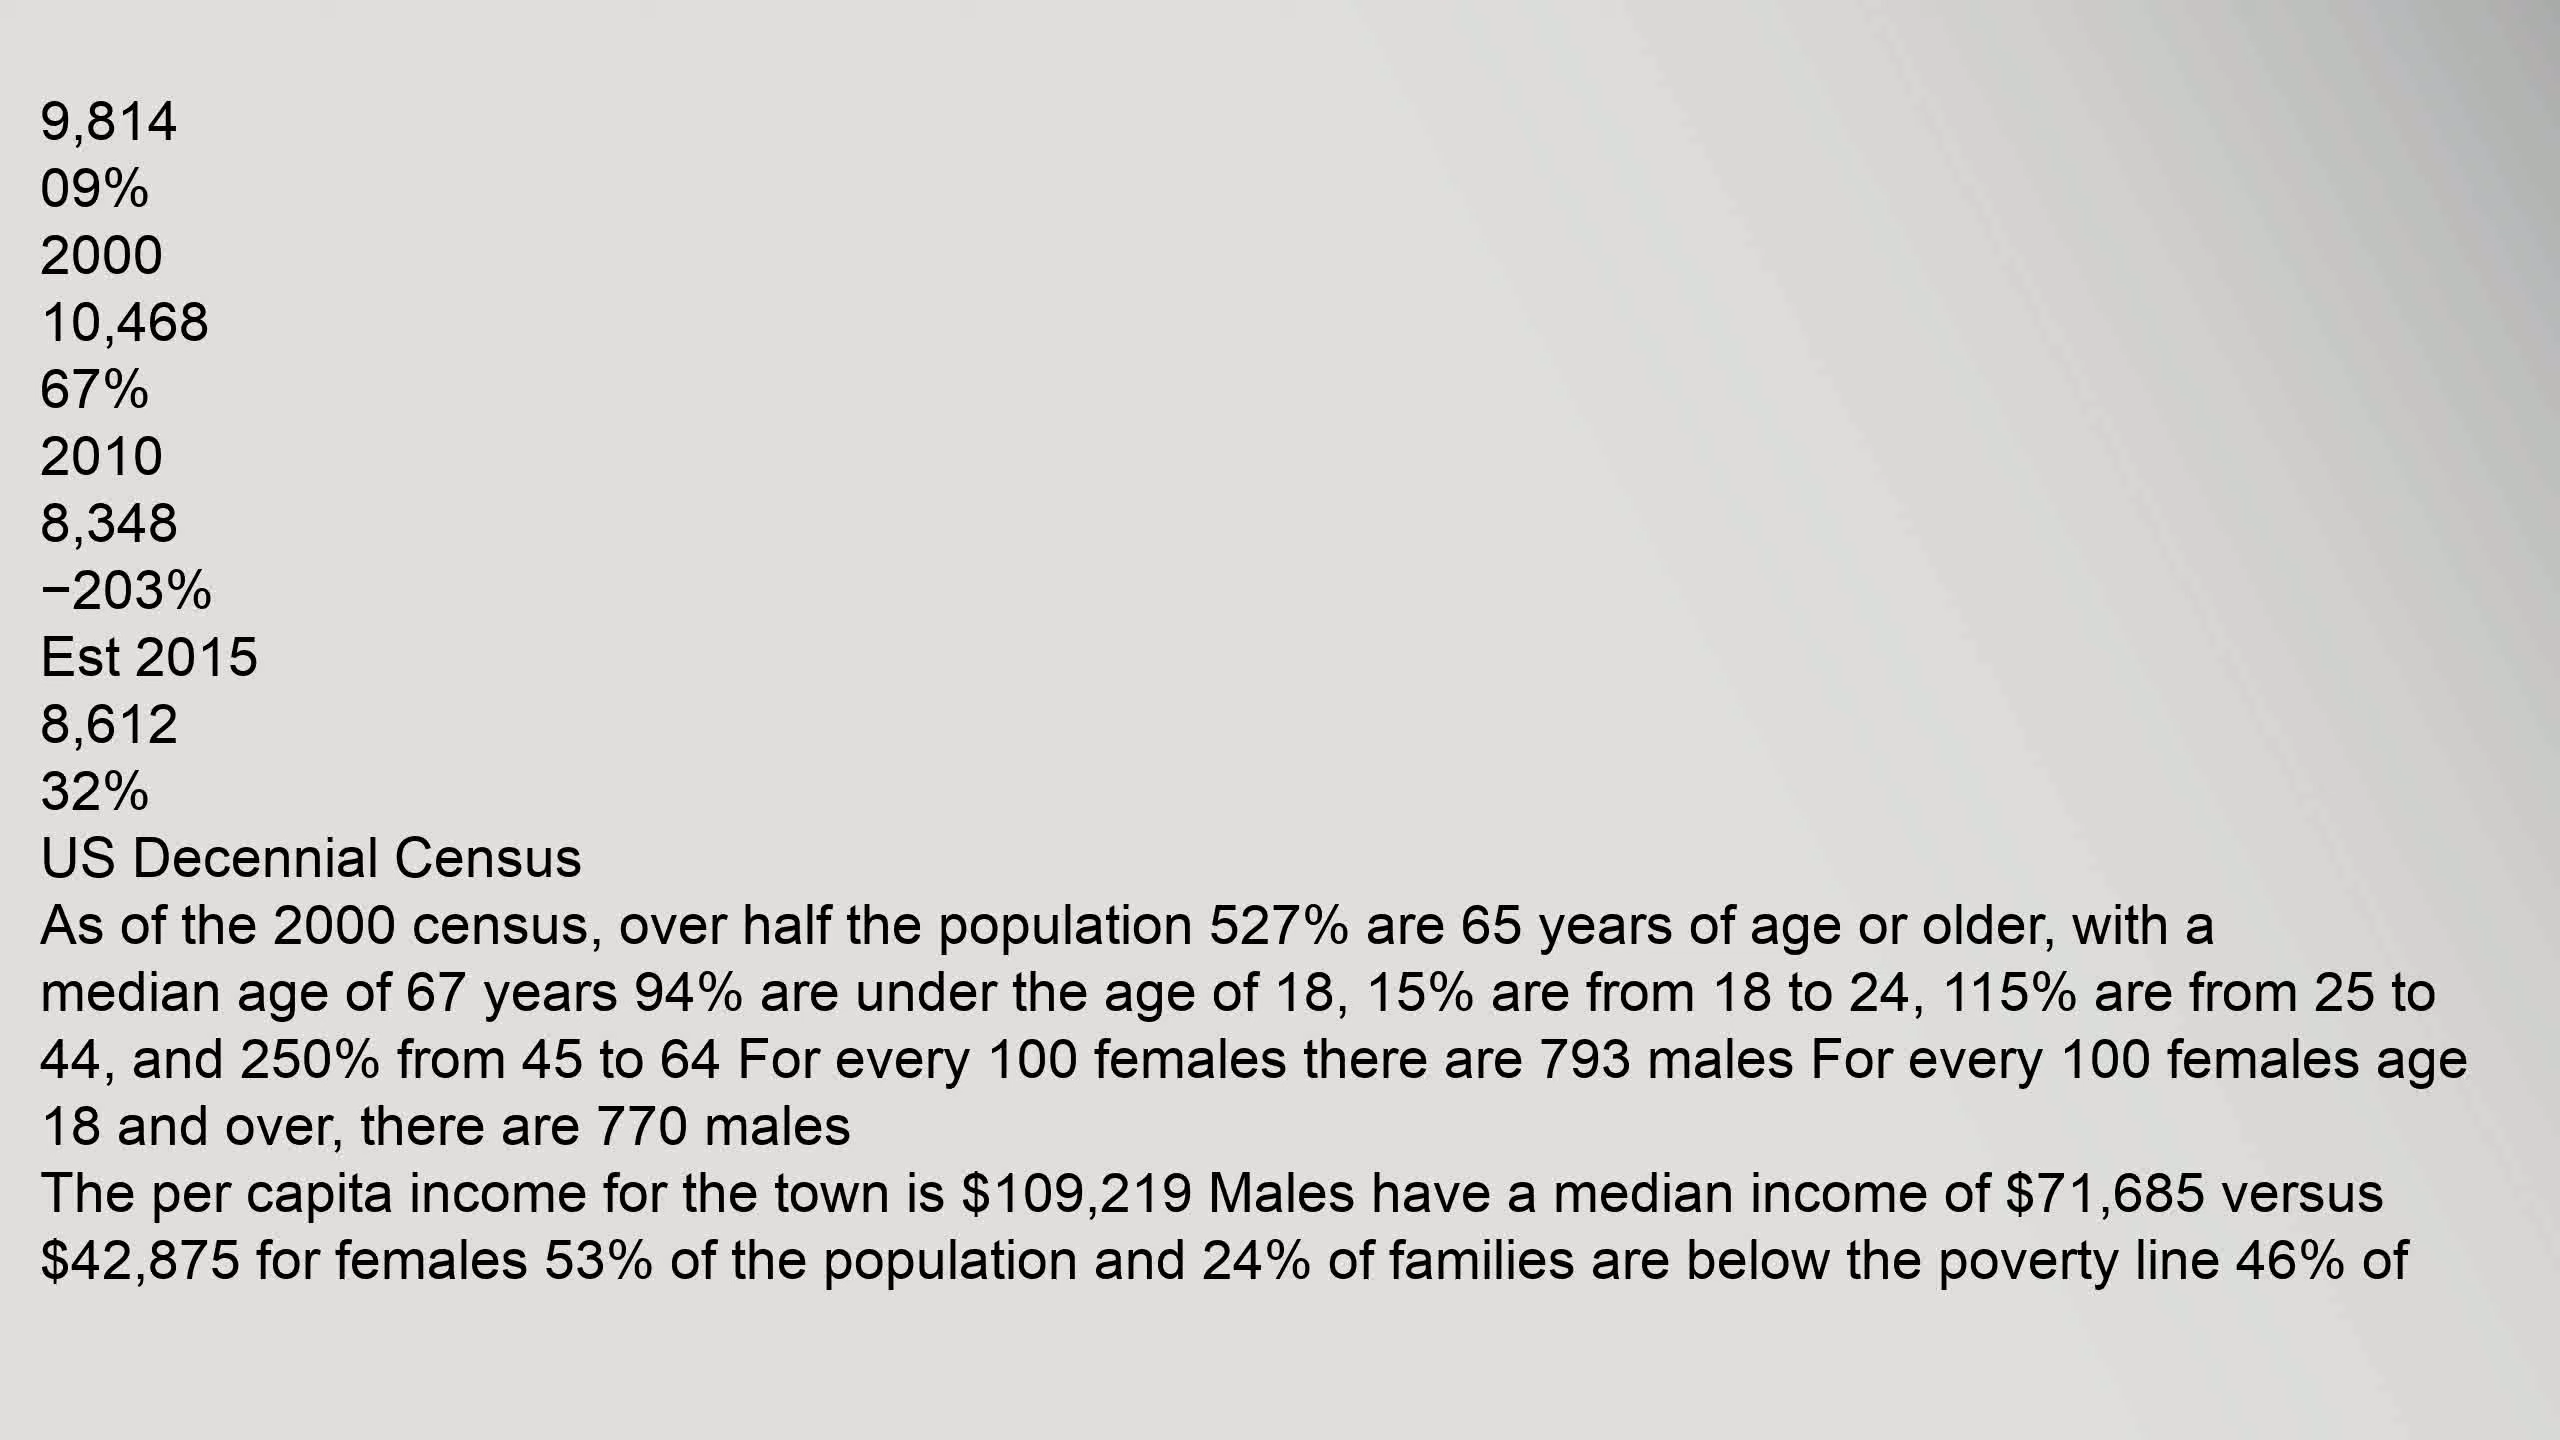 9,814
09%
2000
10,468
67%
2010
8,348
−203%
Est 2015
8,612
32%
US Decennial Census
As of the 2000 census, over half the population 527% are 65 years of age or older, with a
median age of 67 years 94% are under the age of 18, 15% are from 18 to 24, 115% are from 25 to
44, and 250% from 45 to 64 For every 100 females there are 793 males For every 100 females age
18 and over, there are 770 males
The per capita income for the town is $109,219 Males have a median income of $71,685 versus
$42,875 for females 53% of the population and 24% of families are below the poverty line 46% of